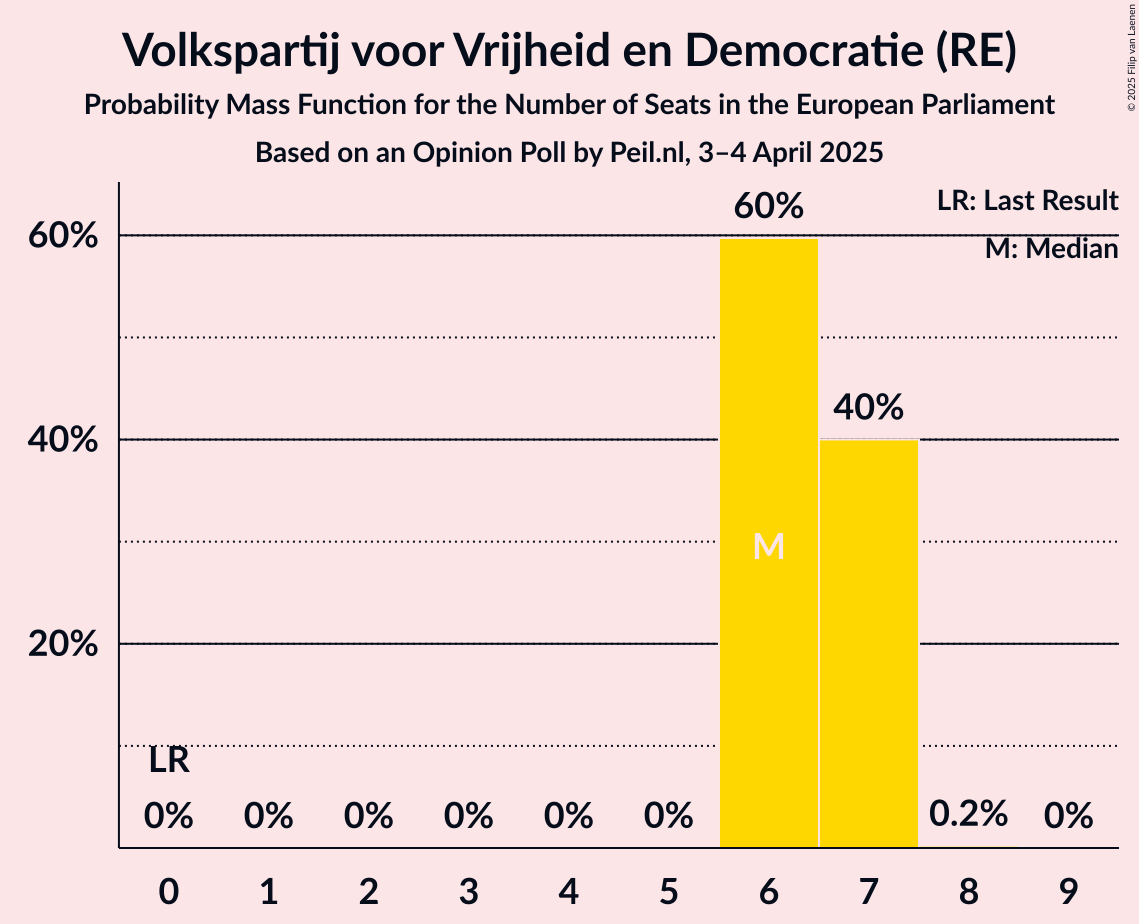 Volkspartij voor Vrijheid en Democratie (RE)
Probability Mass Function for the Number of Seats in the European Parliament
Based on an Opinion Poll by Peil.nl, 3–4 April 2025
© 2025 Filip van Laenen
LR: Last Result
M: Median
60%
40%
20%
60%
40%
M
LR
0% 0% 0% 0% 0% 0% 0.2% 0%
0 1 2 3 4 5 6 7 8 9